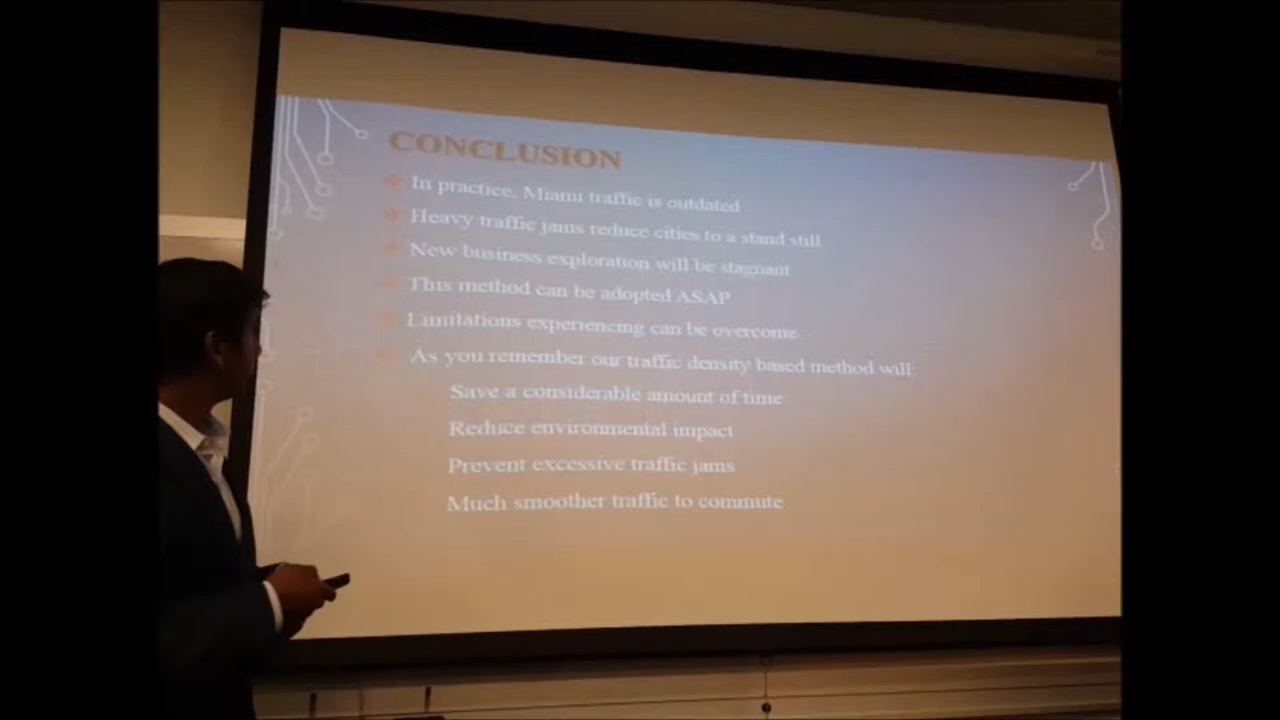 CONCLUSION
In practice, Miami traffic is outdated
Heavy traffic jams reduce cities to a stand still
New business exploration will be stagnant
This method can be adopted ASAP
Limitations experiencing can be overcome
As you remember our traffic density based method will:
Save a considerable amount of time
Reduce environmental impact
Prevent excessive traffic jams
Much smoother traffic to commute